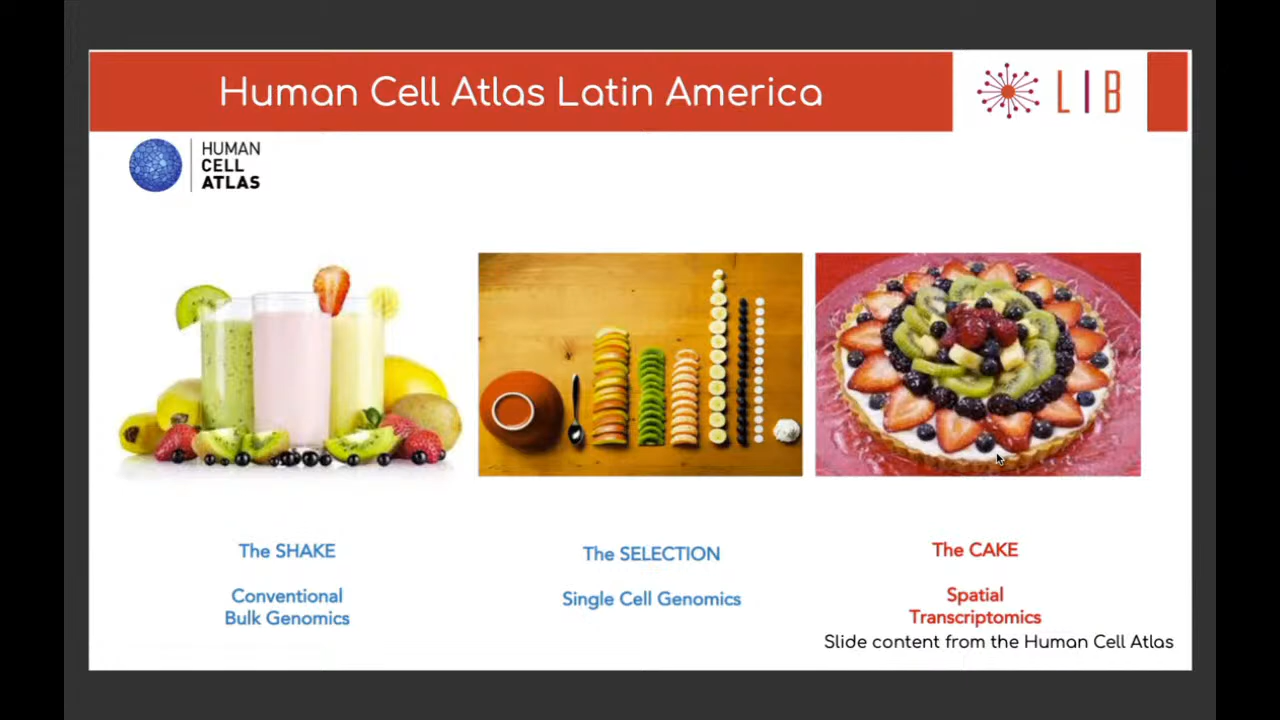 Human Cell Atlas Latin America
LIB
HUMAN
CELL
ATLAS
The SHAKE
Conventional
Bulk Genomics
The SELECTION
Single Cell Genomics
The CAKE
Spatial
Transcriptomics
Slide content from the Human Cell Atlas